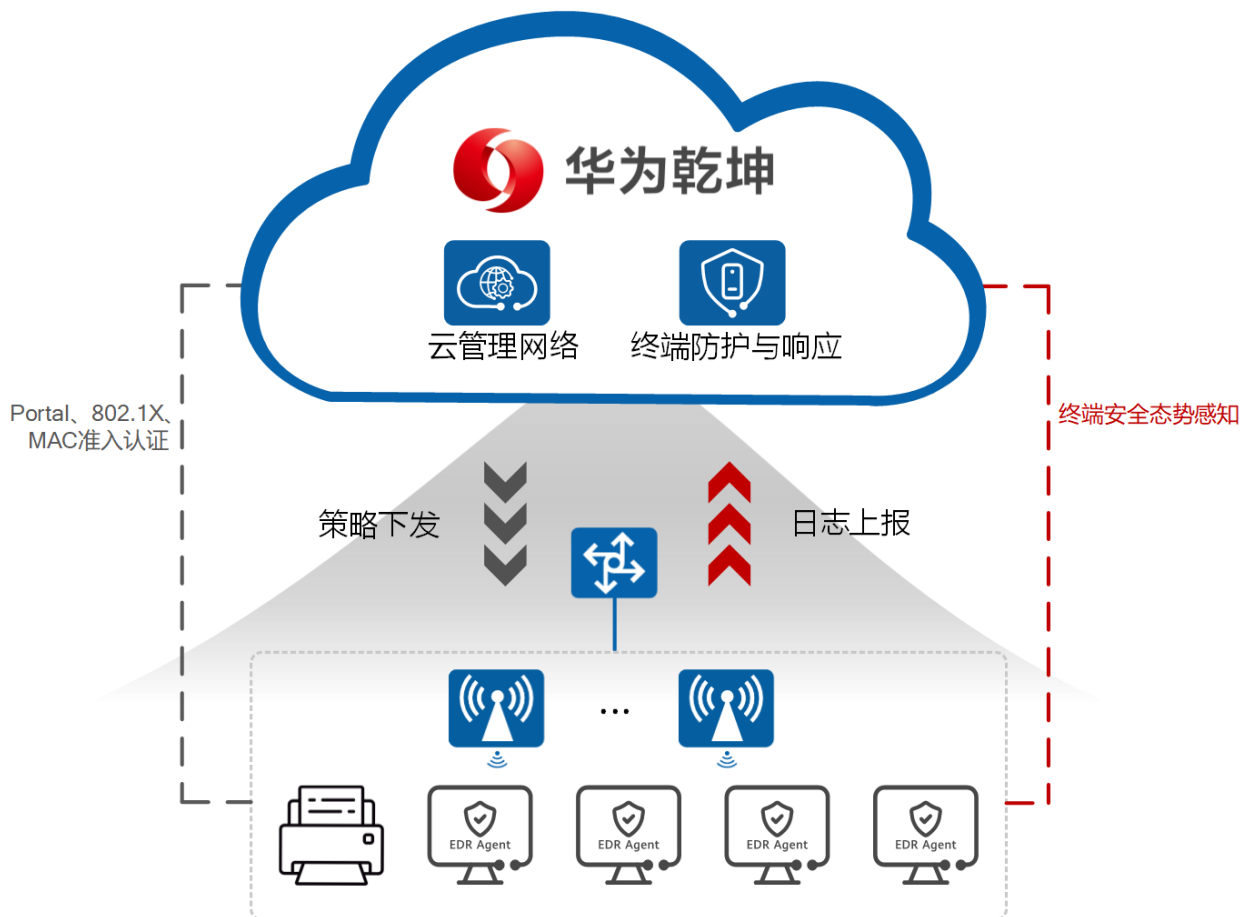 华为乾坤
云管理网络
终端防护与响应
Portal、802.1X、
MAC准入认证
终端安全态势感知
策略下发
日志上报
...
EDR Agent
EDR Agent
EDR Agent
EDR Agent